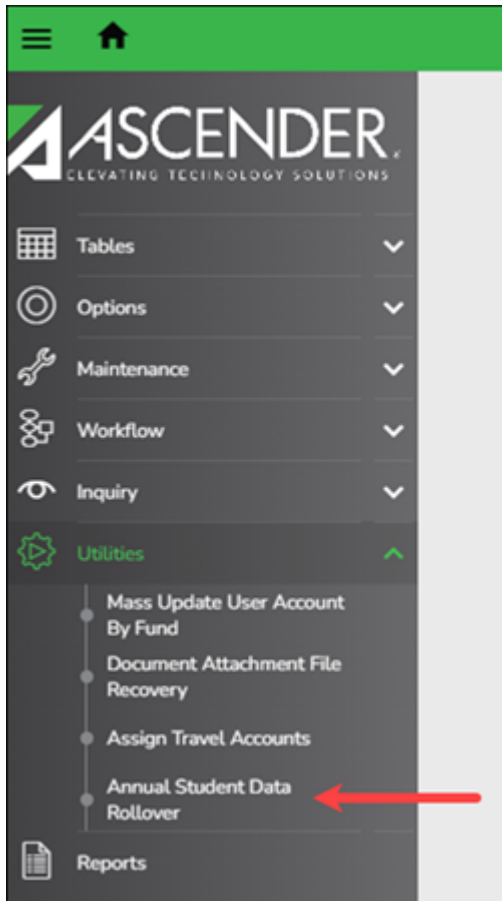 ASCENDER
ELEVATING TECHNOLOGY SOLUTIONS
Tables
Options
Maintenance
Workflow
Inquiry
Utilities
Mass Update User Account
By Fund
Document Attachment File
Recovery
Assign Travel Accounts
Annual Student Data
Rollover
Reports